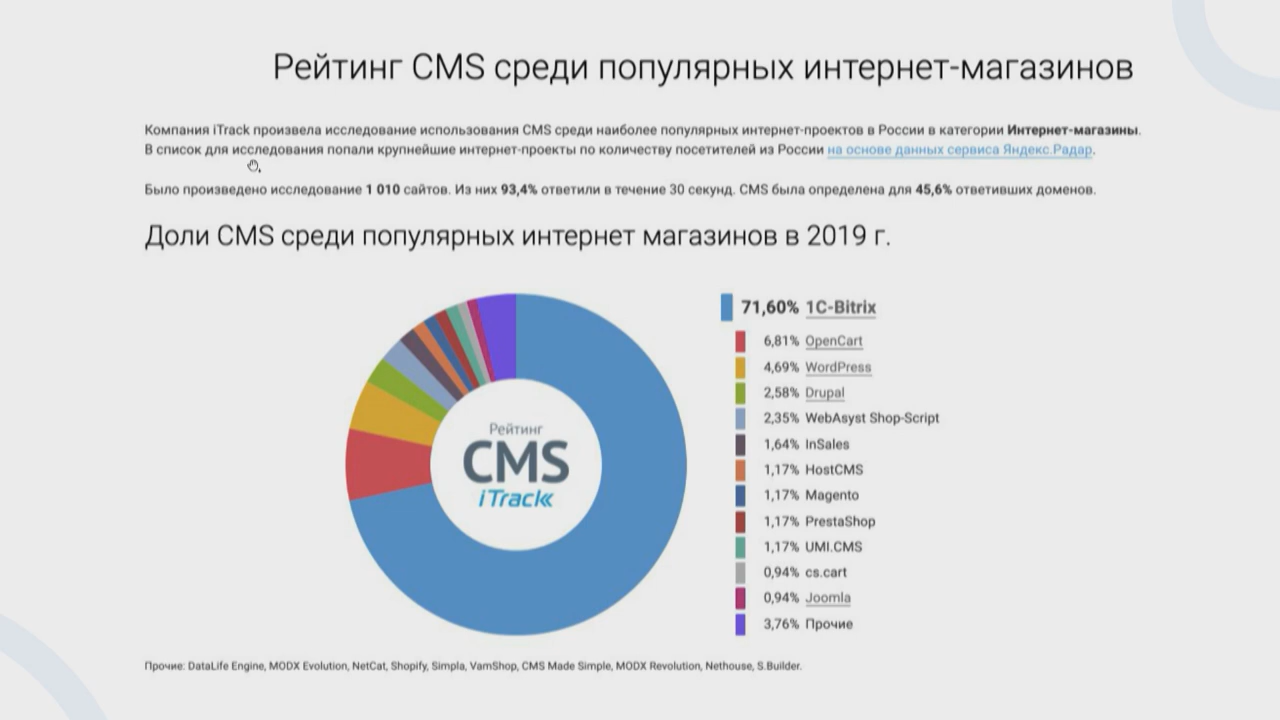 Рейтинг CMS среди популярных интернет-магазинов
Компания iTrack произвела исследование использования CMS среди наиболее популярных интернет-проектов в России в категории Интернет-магазины.
В список для исследования попали крупнейшие интернет-проекты по количеству посетителей из России на основе данных сервиса Яндекс.Радар.
Было произведено исследование 1 010 сайтов. Из них 93,4% ответили в течение 30 секунд. CMS была определена для 45,6% ответивших доменов.
Доли CMS среди популярных интернет магазинов в 2019 г.
Рейтинг
CMS
iTrack
71,60% 1C-Bitrix
6,81% OpenCart
4,69% WordPress
2,58% Drupal
2,35% WebAsyst Shop-Script
1,64% InSales
1,17% HostCMS
1,17% Magento
1,17% PrestaShop
1,17% UMI.CMS
0,94% cs.cart
0,94% Joomla
3,76% Прочие
Прочие: DataLife Engine, MODX Evolution, NetCat, Shopify, Simpla, VamShop, CMS Made Simple, MODX Revolution, Nethouse, S.Builder.